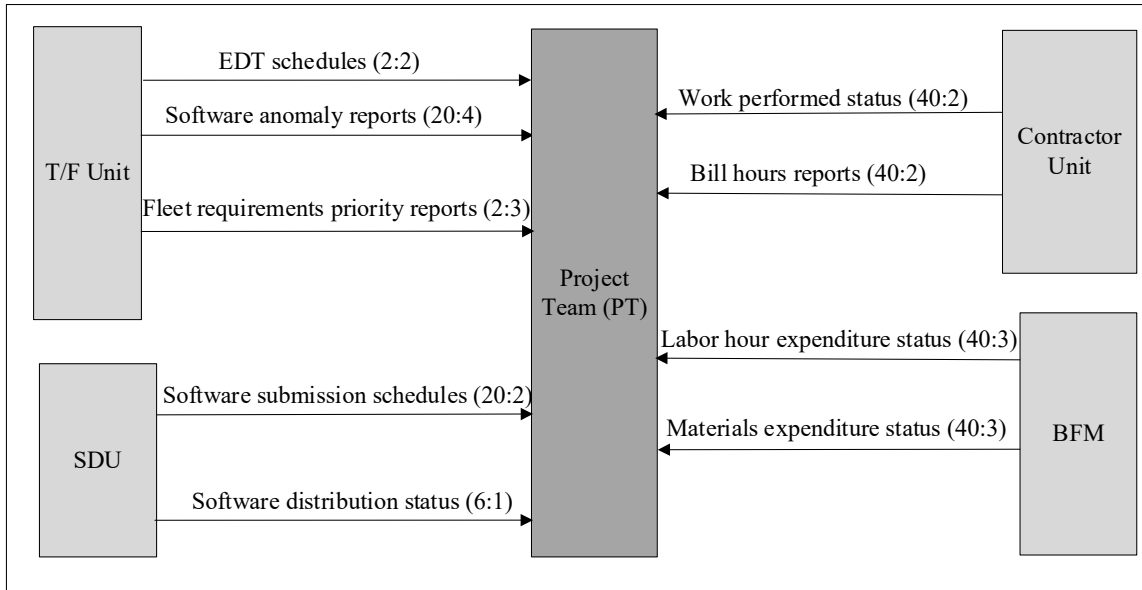 T/F Unit
EDT schedules (2:2)
Software anomaly reports (20:4)
Fleet requirements priority reports (2:3)
SDU
Software submission schedules (20:2)
Software distribution status (6:1)
Project
Team (PT)
Work performed status (40:2)
Bill hours reports (40:2)
Contractor
Unit
Labor hour expenditure status (40:3)
Materials expenditure status (40:3)
BFM